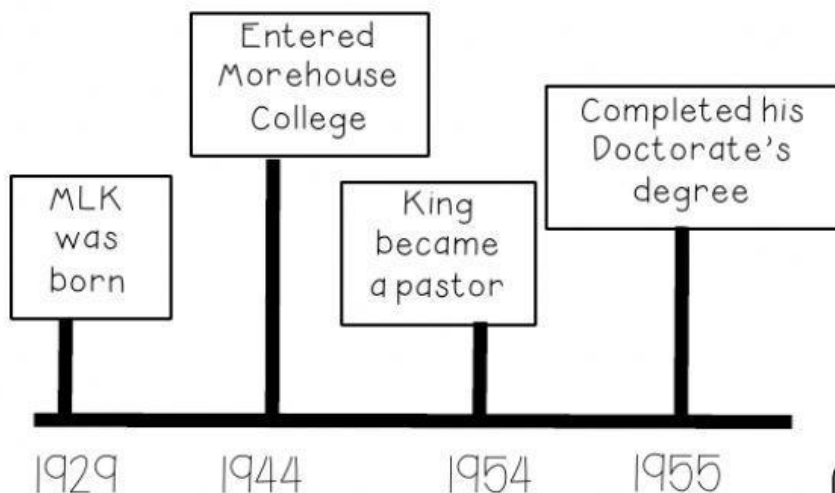 MLK
was
born
Entered
Morehouse
College
King
became
a pastor
Completed his
Doctorate's
degree
1929
1944
1954
1955